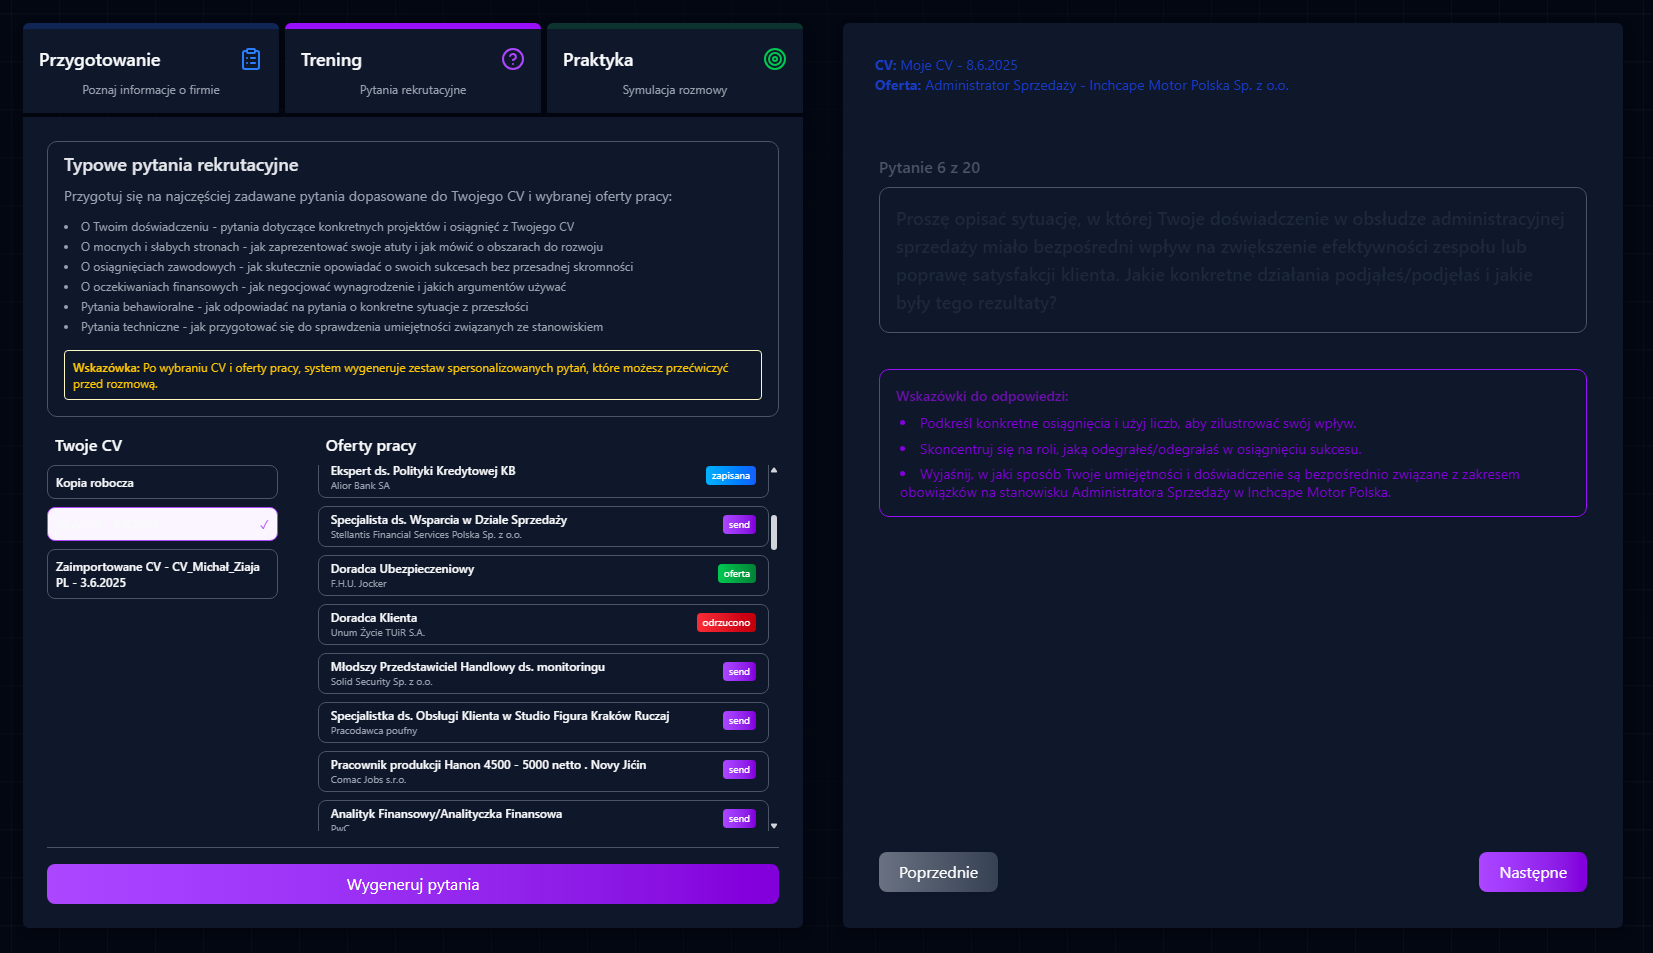 Przygotowanie
Poznaj informacje o firmie
Trening
Pytania rekrutacyjne
Praktyka
Symulacja rozmowy
Typowe pytania rekrutacyjne
Przygotuj się na najczęściej zadawane pytania dopasowane do Twojego CV i wybranej oferty pracy:
• O Twoim doświadczeniu - pytania dotyczące konkretnych projektów i osiągnięć z Twojego CV
• O mocnych i słabych stronach - jak zaprezentować swoje atuty i jak mówić o obszarach do rozwoju
• O osiągnięciach zawodowych - jak skutecznie opowiadać o swoich sukcesach bez przesadnej skromności
• O oczekiwaniach finansowych - jak negocjować wynagrodzenie i jakich argumentów używać
• Pytania behawioralne - jak odpowiadać na pytania o konkretne sytuacje z przeszłości
• Pytania techniczne - jak przygotować się do sprawdzenia umiejętności związanych ze stanowiskiem
Wskazówka: Po wybraniu CV i oferty pracy, system wygeneruje zestaw spersonalizowanych pytań, które możesz przećwiczyć
przed rozmową.
Twoje CV
Kopia robocza
Zaimportowane CV - CV_Michał_Ziaja
PL - 3.6.2025
Oferty pracy
Ekspert ds. Polityki Kredytowej KB
Alior Bank SA
zapisana
Specjalista ds. Wsparcia w Dziale Sprzedaży
Stellantis Financial Services Polska Sp. z o.o.
send
Doradca Ubezpieczeniowy
F.H.U. Jocker
oferta
Doradca Klienta
Unum Życie TUiR S.A.
odrzucono
Młodszy Przedstawiciel Handlowy ds. monitoringu
Solid Security Sp. z o.o.
send
Specjalistka ds. Obsługi Klienta w Studio Figura Kraków Ruczaj
Pracodawca poufny
send
Pracownik produkcji Hanon 4500 - 5000 netto . Novy Jićin
Comac Jobs s.r.o.
send
Analityk Finansowy/Analityczka Finansowa
PwC
send
Wygeneruj pytania
CV: Moje CV - 8.6.2025
Oferta: Administrator Sprzedaży - Inchcape Motor Polska Sp. z o.o.
Pytanie 6 z 20
Proszę opisać sytuację, w której Twoje doświadczenie w obsłudze administracyjnej
sprzedaży miało bezpośredni wpływ na zwiększenie efektywności zespołu lub
poprawę satysfakcji klienta. Jakie konkretne działania podjąłeś/podjęłaś i jakie
były tego rezultaty?
Wskazówki do odpowiedzi:
• Podkreśl konkretne osiągnięcia i użyj liczb, aby zilustrować swój wpływ.
• Skoncentruj się na roli, jaką odegrałeś/odegrałaś w osiągnięciu sukcesu.
• Wyjaśnij, w jaki sposób Twoje umiejętności i doświadczenie są bezpośrednio związane z zakresem
obowiązków na stanowisku Administratora Sprzedaży w Inchcape Motor Polska.
Poprzednie
Następne